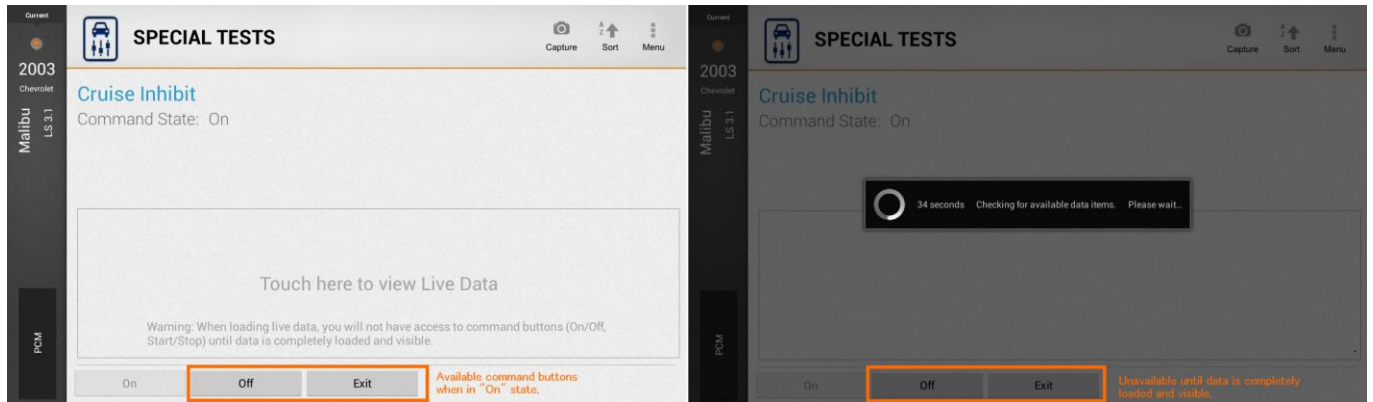 Current
2003
Chevrolet
Malibu
LS 3.1
PCM
SPECIAL TESTS
Capture
Sort
Menu
Cruise Inhibit
Command State: On
Touch here to view Live Data
Warning: When loading live data, you will not have access to command buttons (On/Off,
Start/Stop) until data is completely loaded and visible.
On
Off
Exit
Available command buttons
when in "On" state.
Current
2003
Chevrolet
Malibu
LS 3.1
PCM
SPECIAL TESTS
Capture
Sort
Menu
Cruise Inhibit
Command State: On
34 seconds Checking for available data items. Please wait...
On
Off
Exit
Unavailable until data is completely
loaded and visible.